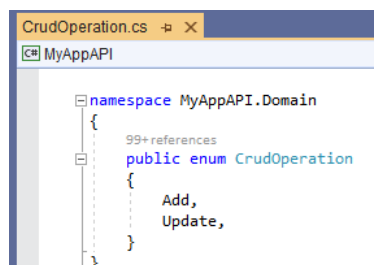 CrudOperation.cs
C# MyAppAPI
namespace MyAppAPI.Domain
{
99+references
public enum CrudOperation
{
Add,
Update,
}
}